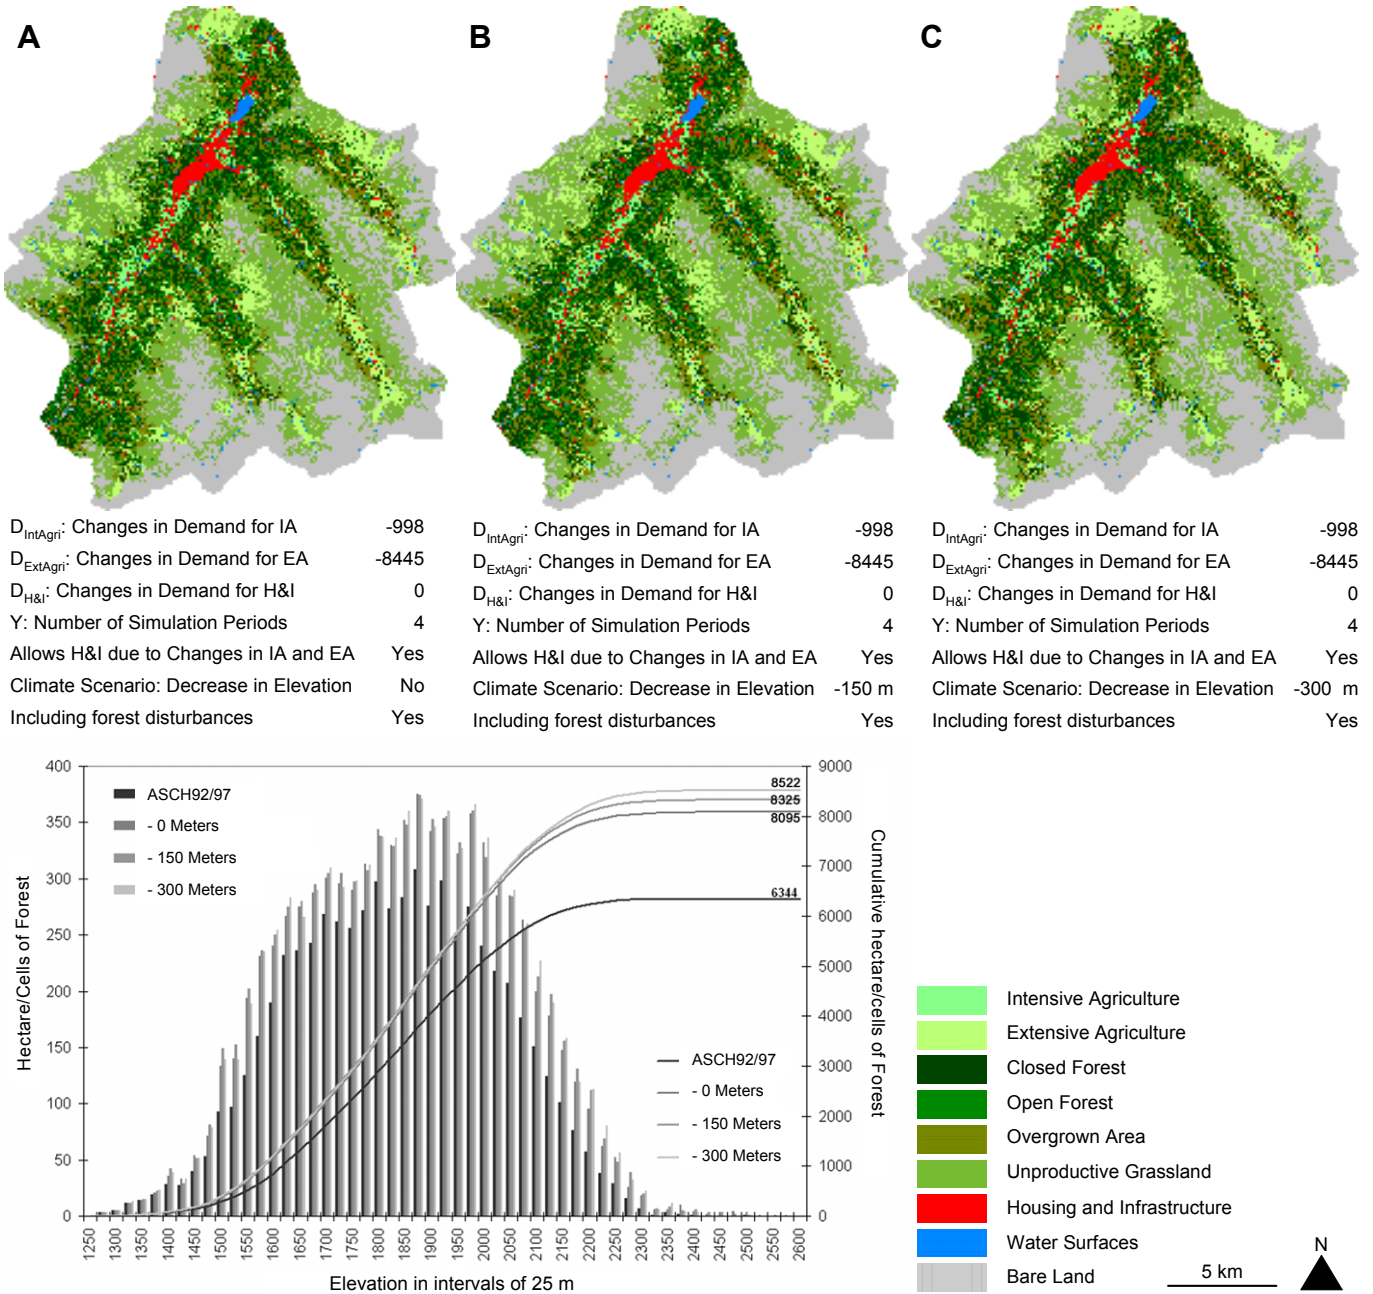 A
B
C
D_IntAgri: Changes in Demand for IA -998
D_ExtAgri: Changes in Demand for EA -8445
D_H&I: Changes in Demand for H&I 0
Y: Number of Simulation Periods 4
Allows H&I due to Changes in IA and EA Yes
Climate Scenario: Decrease in Elevation No
Including forest disturbances Yes
D_IntAgri: Changes in Demand for IA -998
D_ExtAgri: Changes in Demand for EA -8445
D_H&I: Changes in Demand for H&I 0
Y: Number of Simulation Periods 4
Allows H&I due to Changes in IA and EA Yes
Climate Scenario: Decrease in Elevation -150 m
Including forest disturbances Yes
D_IntAgri: Changes in Demand for IA -998
D_ExtAgri: Changes in Demand for EA -8445
D_H&I: Changes in Demand for H&I 0
Y: Number of Simulation Periods 4
Allows H&I due to Changes in IA and EA Yes
Climate Scenario: Decrease in Elevation -300 m
Including forest disturbances Yes
Hectare/Cells of Forest
400
350
300
250
200
150
100
50
0
ASCH92/97
- 0 Meters
- 150 Meters
- 300 Meters
8522
8325
8095
6344
ASCH92/97
- 0 Meters
- 150 Meters
- 300 Meters
9000
8000
7000
6000
5000
4000
3000
2000
1000
0
Cumulative hectare/cells of Forest
1250 1300 1350 1400 1450 1500 1550 1600 1650 1700 1750 1800 1850 1900 1950 2000 2050 2100 2150 2200 2250 2300 2350 2400 2450 2500 2550 2600
Elevation in intervals of 25 m
Intensive Agriculture
Extensive Agriculture
Closed Forest
Open Forest
Overgrown Area
Unproductive Grassland
Housing and Infrastructure
Water Surfaces
Bare Land
5 km
N